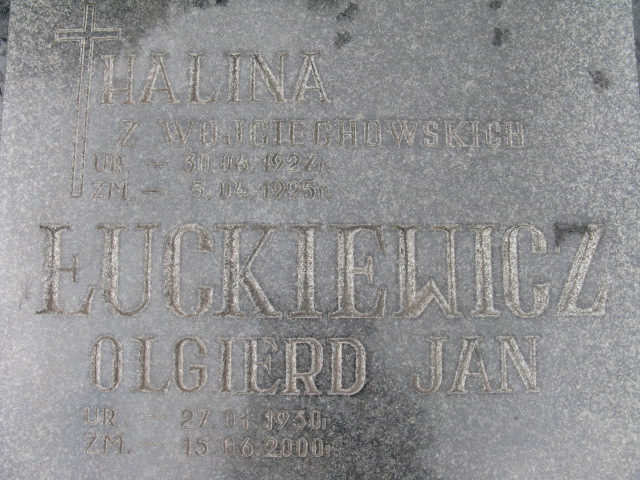 HALINA
Z WOJCIECHOWSKICH
UR. — 30.06.1927r.
ZM. — 5.04.1995r.
ŁUCKIEWICZ
OLGIERD JAN
UR. — 27.01.1930r.
ZM. — 15.06.2000r.